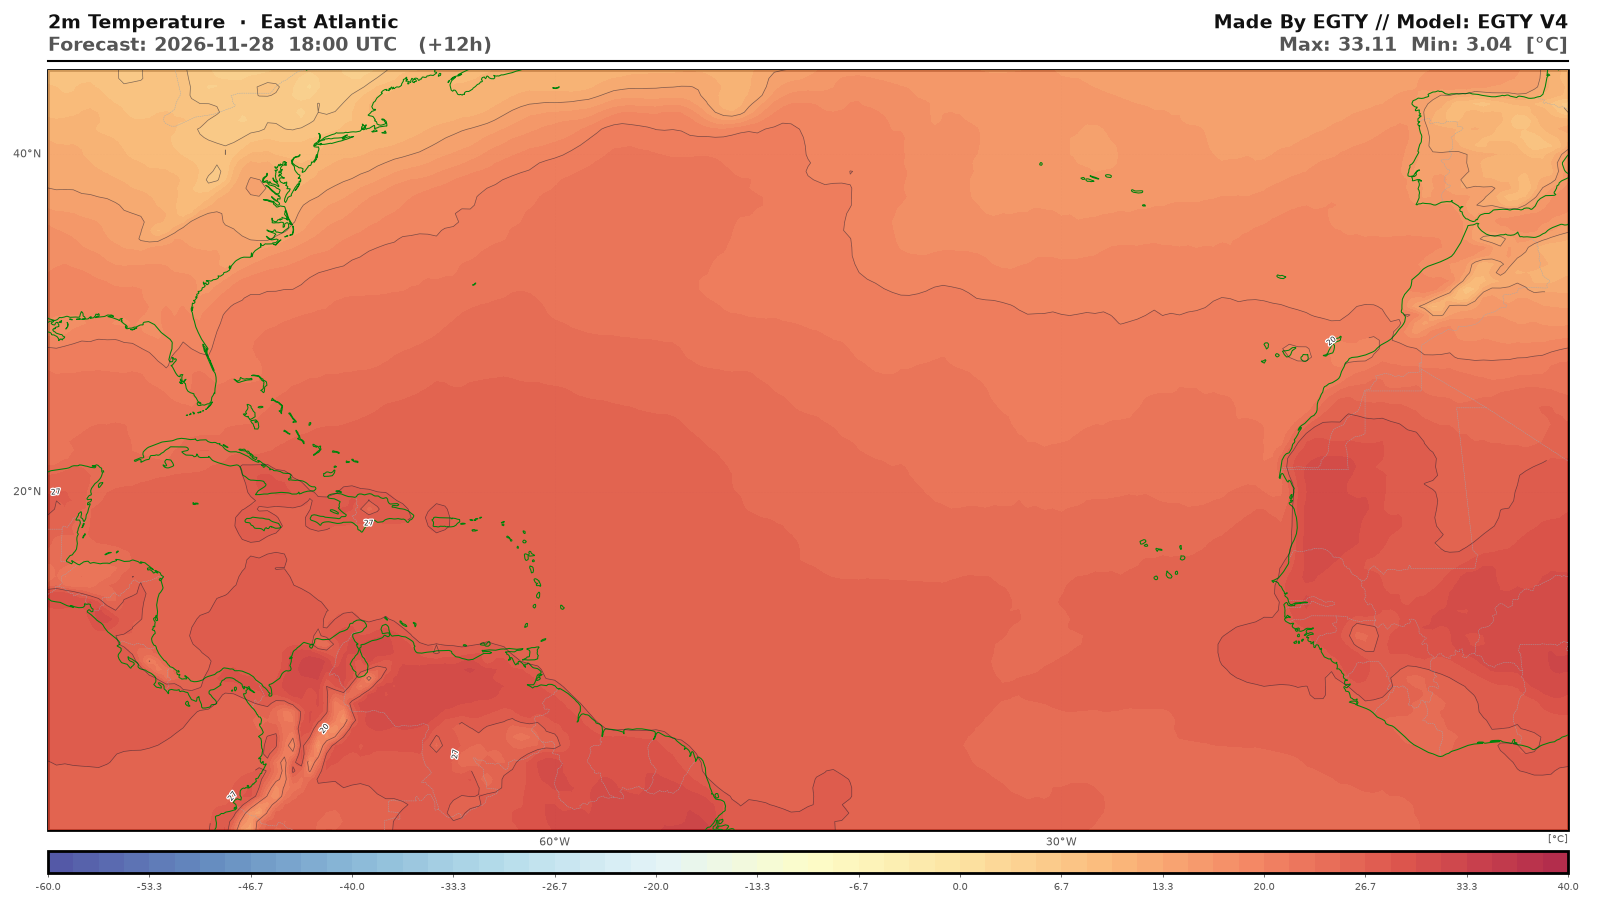 2m Temperature · East Atlantic
Made By EGTY // Model: EGTY V4
Forecast: 2026-11-28 18:00 UTC (+12h)
Max: 33.11 Min: 3.04 [°C]
40°N
20
20°N
27
27
20
27
27
60°W
30°W
[°C]
-60.0 -53.3 -46.7 -40.0 -33.3 -26.7 -20.0 -13.3 -6.7 0.0 6.7 13.3 20.0 26.7 33.3 40.0